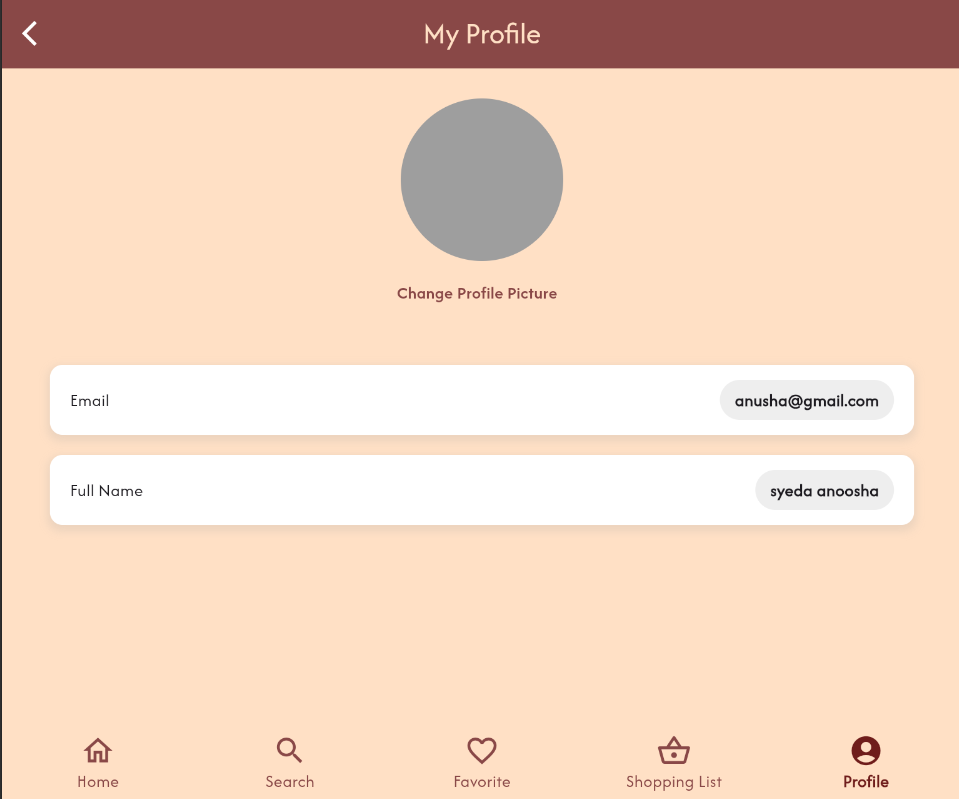 My Profile
Change Profile Picture
Email anusha@gmail.com
Full Name syeda anoosha
Home Search Favorite Shopping List Profile